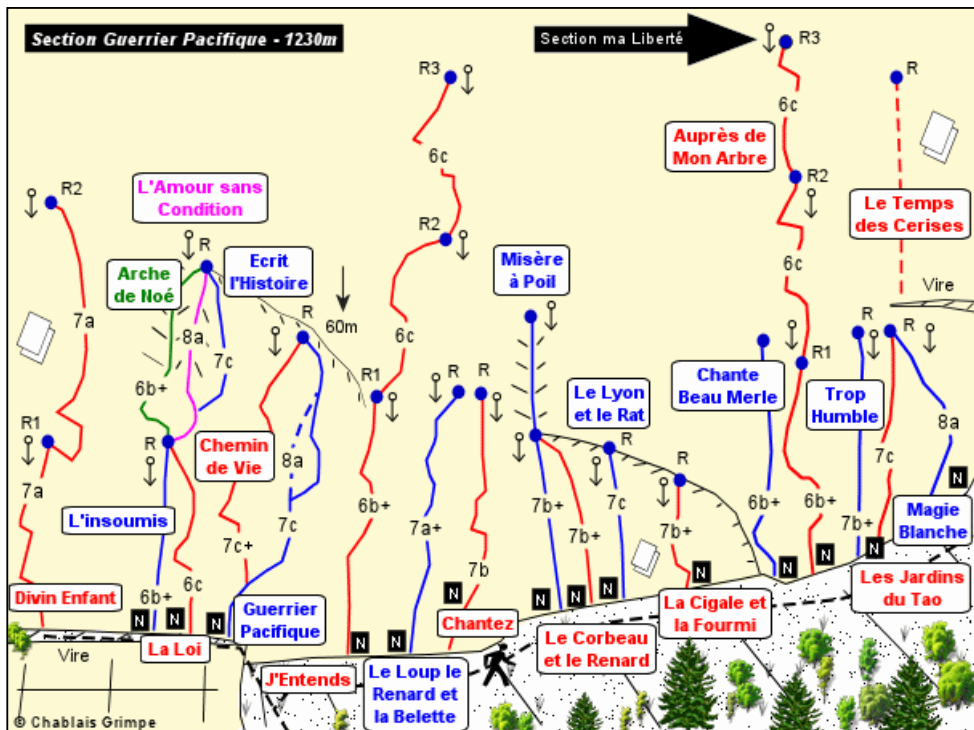 Section Guerrier Pacifique - 1230m
Section ma Liberté
R3
R
R3
6c
6c
Auprès de
Mon Arbre
R2
R2
L'Amour sans
Condition
Le Temps
des Cerises
R
R2
Arche
de Noé
Ecrit
l'Histoire
Misère
à Poil
6c
7a
8a
7c
R
60m
6c
Vire
6b+
R1
R
R
R1
R
R
Chante
Beau Merle
Trop
Humble
Le Lyon
et le Rat
8a
R1
R
Chemin
de Vie
8a
R
R
7c
7a
L'insoumis
6b+
7c
7a+
7b+
7c
7b+
6b+
6b+
7b+
N
Magie
Blanche
7c+
7b
N
N
N
N
Divin Enfant
6b+
6c
N
N
N
N
N
La Cigale et
la Fourmi
Les Jardins
du Tao
N
N
Guerrier
Pacifique
N
N
Chantez
Le Corbeau
et le Renard
Vire
La Loi
J'Entends
Le Loup le
Renard et
la Belette
© Chablais Grimpe